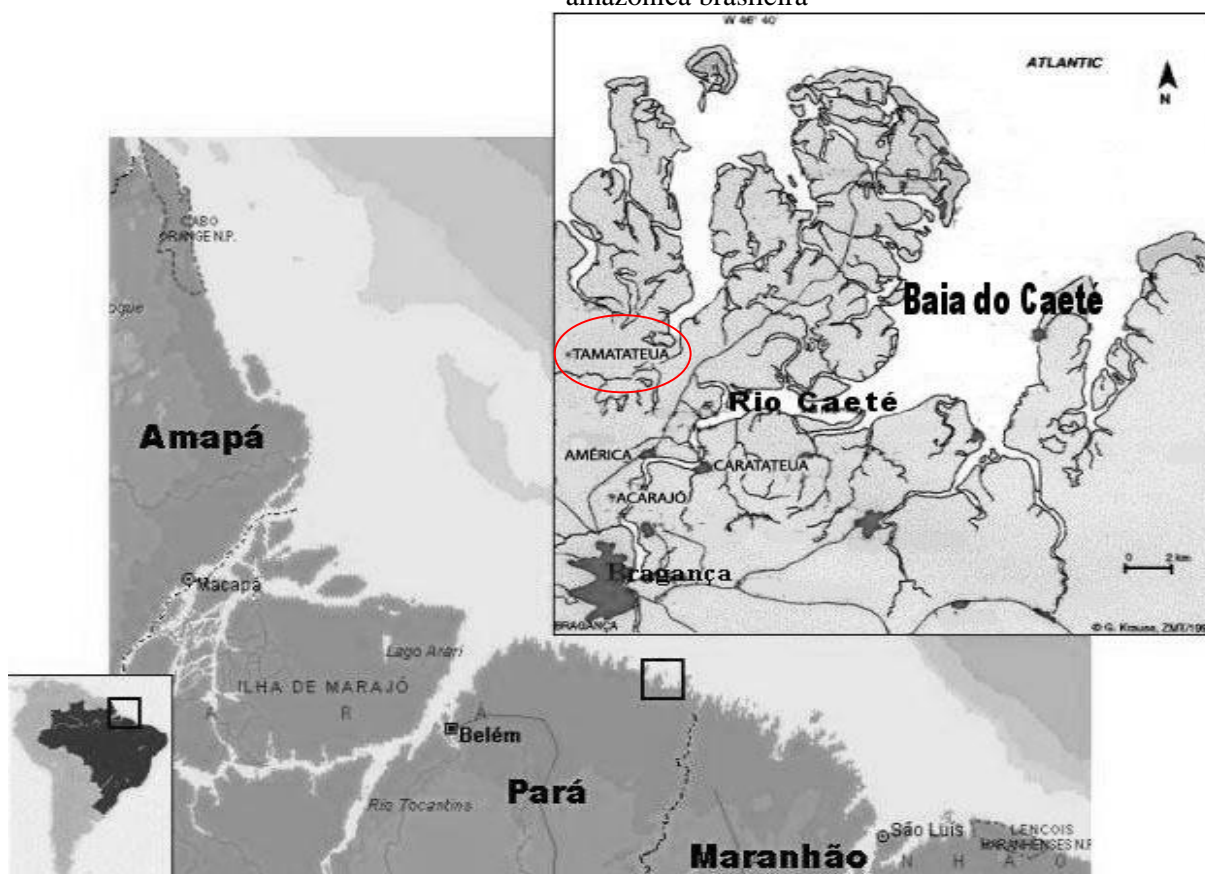 amazônica brasileira
W 46° 40'
ATLANTIC
N
CABO
ORANGE N.P.
Baia do Caeté
oque
TAMATATEUA
Rio Caeté
Amapá
AMÉRICA
CARATATEUA
ACARAJÓ
0 2 km
Macapá
Bragança
BRAGANÇA
© G. Krause, ZMT/199
Lago Arari
ILHA DE MARAJÓ
A R Á
Belém
Pará
Rio Tocantins
São Luís
LENÇOIS
MARANHENSES N.P.
Maranhão
N H Ã O